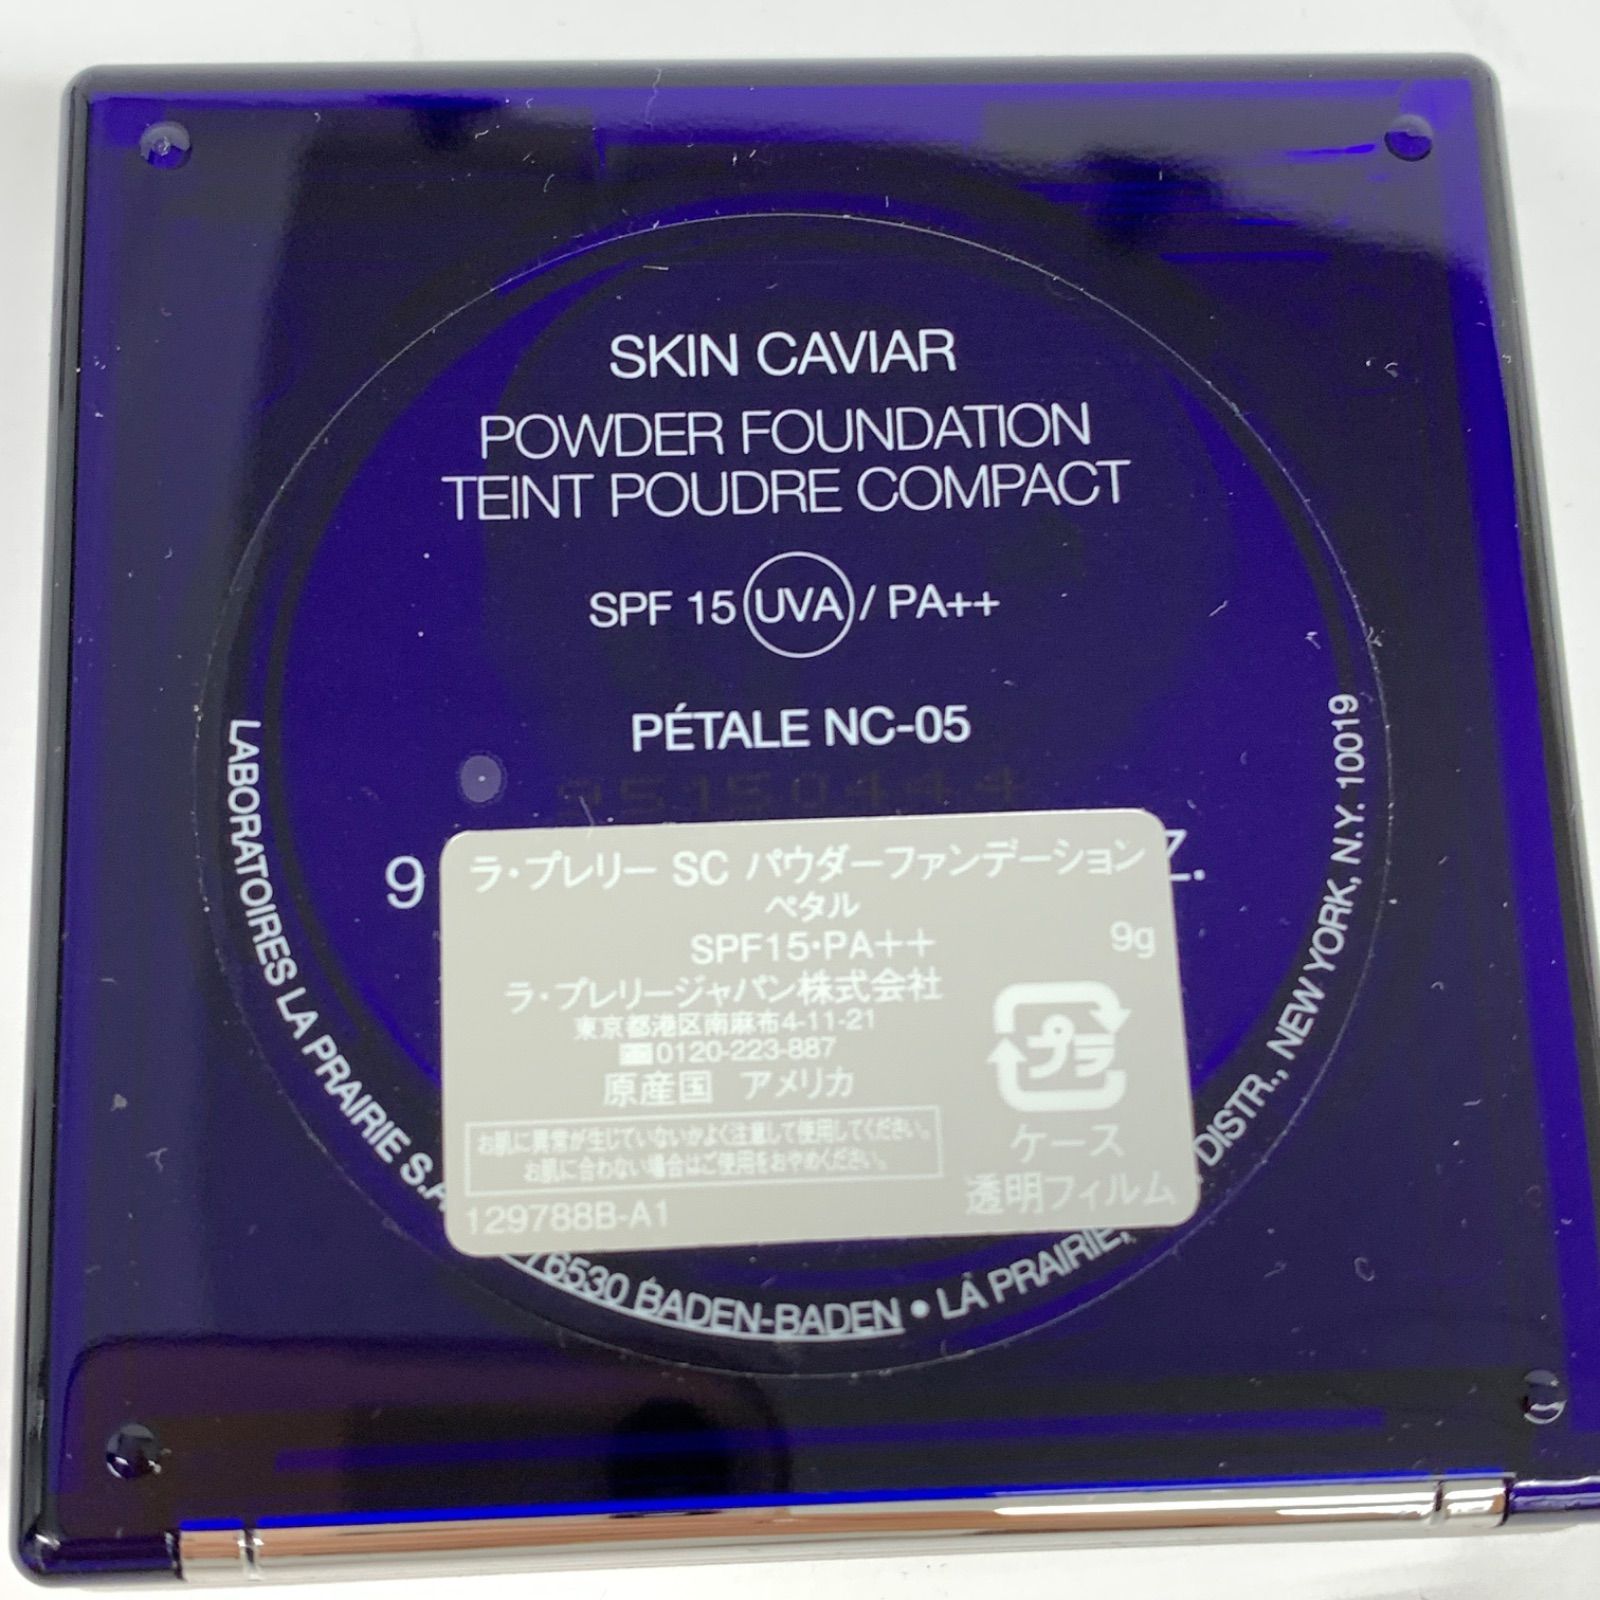 SKIN CAVIAR
POWDER FOUNDATION
TEINT POUDRE COMPACT
SPF 15 UVA / PA++
PÉTALE NC-05
95150444
9
Z.
ラ・プレリー SC パウダーファンデーション
ペタル
SPF15・PA++ 9g
ラ・プレリージャパン株式会社
東京都港区南麻布4-11-21
0120-223-887
原産国 アメリカ
お肌に異常が生じていないかよく注意して使用してください。
お肌に合わない場合はご使用をおやめください。
129788B-A1
プラ
ケース
透明フィルム
LABORATOIRES LA PRAIRIE S.A. 76530 BADEN-BADEN • LA PRAIRIE, DISTR., NEW YORK, N.Y. 10019